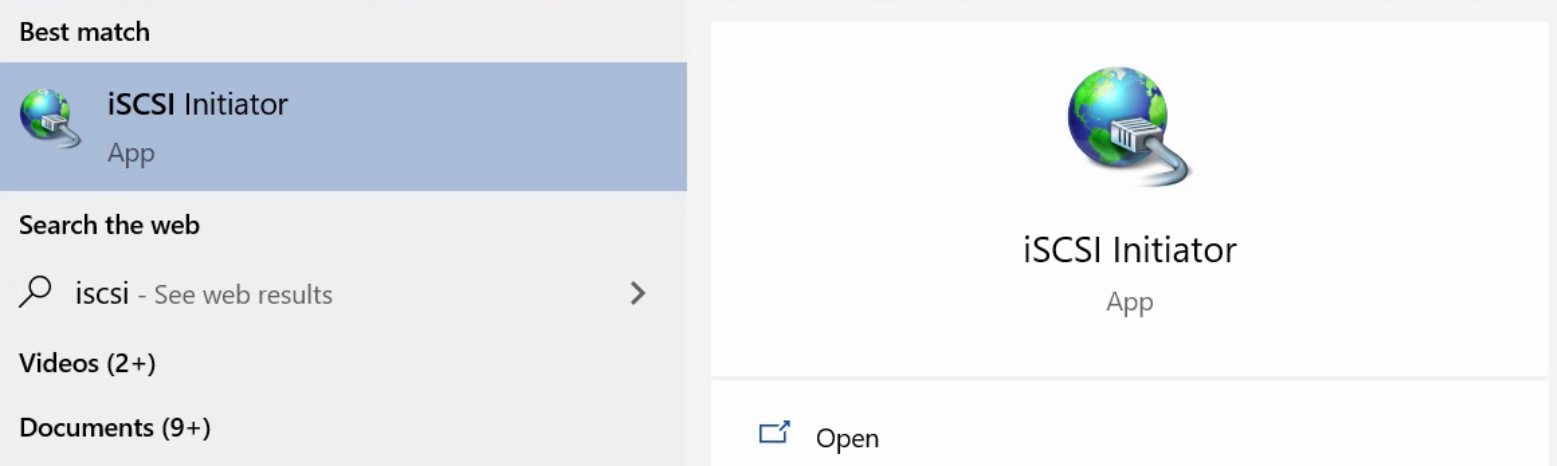 Best match
iSCSI Initiator
App
Search the web
iscsi - See web results
Videos (2+)
Documents (9+)
iSCSI Initiator
App
Open